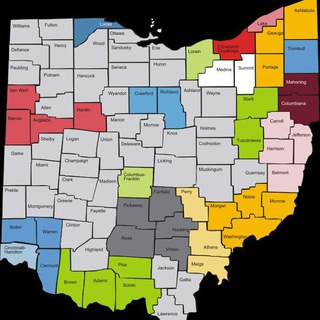 Ashtabula
Lake
Lucas
Williams
Fulton
Ottawa
Cleveland-
Cuyahoga
Geauga
Trumbull
Wood
Sandusky
Erie
Lorain
Defiance
Henry
Huron
Medina
Summit
Portage
Paulding
Seneca
Mahoning
Putnam
Hancock
Van Wert
Wyandot
Crawford
Richland
Ashland
Wayne
Stark
Columbiana
Allen
Hardin
Mercer
Auglaize
Marion
Morrow
Holmes
Carroll
Jefferson
Knox
Tuscarawas
Shelby
Logan
Union
Delaware
Coshocton
Harrison
Darke
Champaign
Licking
Miami
Muskingum
Guernsey
Belmont
Clark
Columbus-
Franklin
Madison
Preble
Fairfield
Perry
Noble
Monroe
Montgomery
Greene
Pickaway
Morgan
Fayette
Hocking
Washington
Butler
Warren
Clinton
Ross
Athens
Cincinnati-
Hamilton
Highland
Vinton
Clermont
Pike
Jackson
Meigs
Brown
Adams
Scioto
Gallia
Lawrence